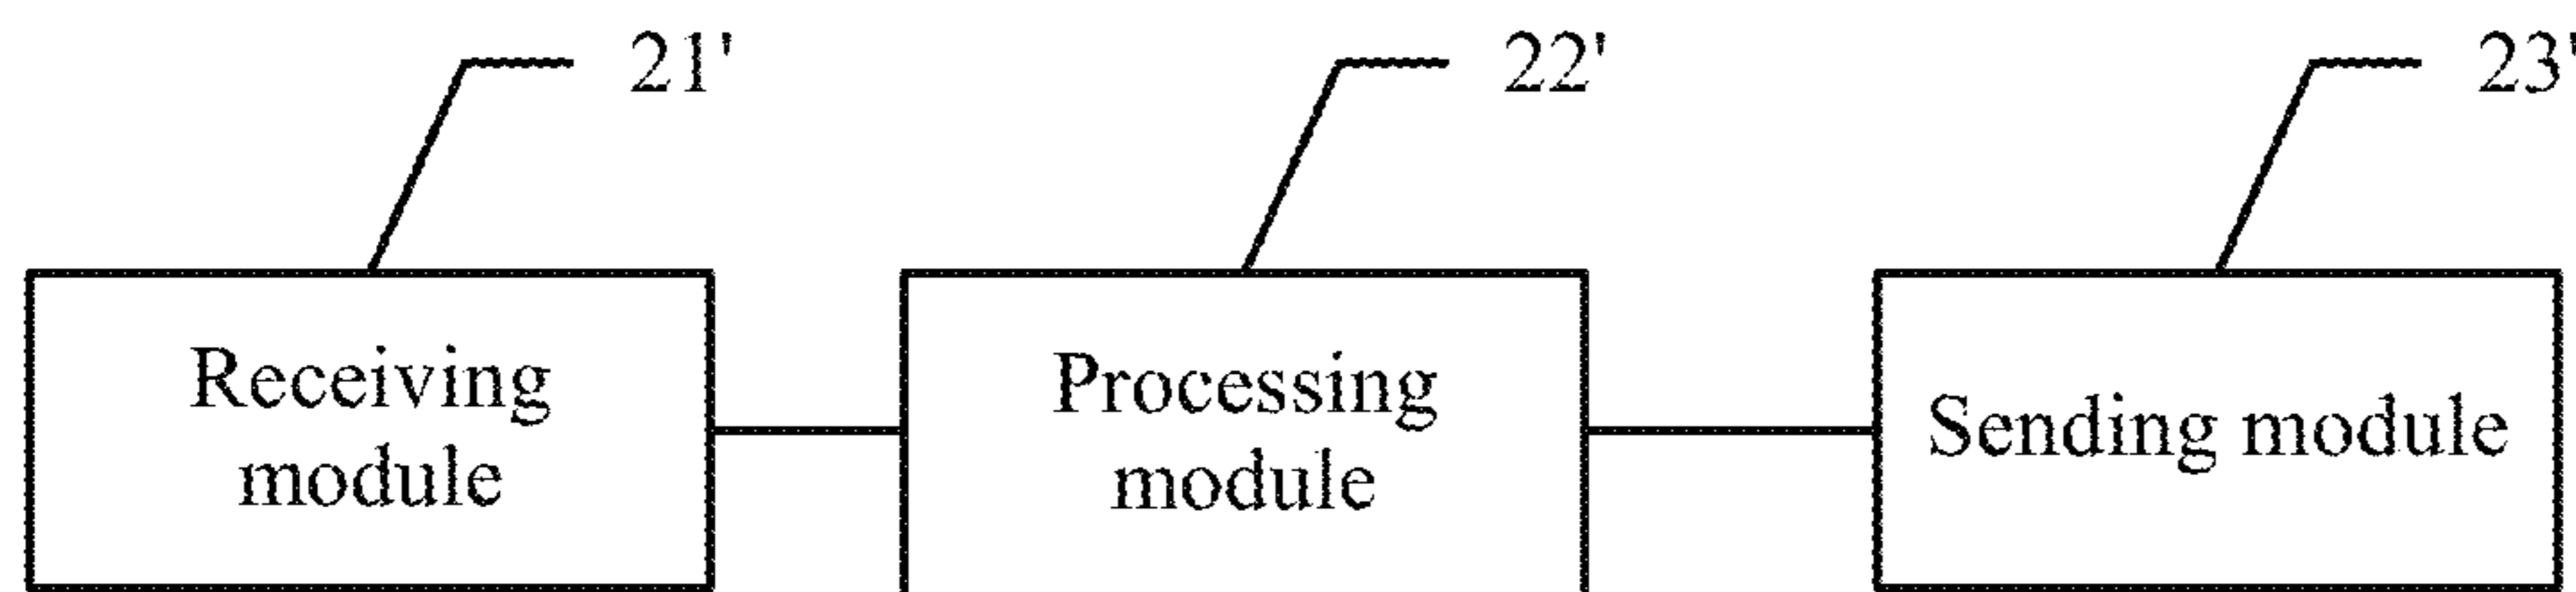 21'
22'
23'
Receiving
module
Processing
module
Sending module